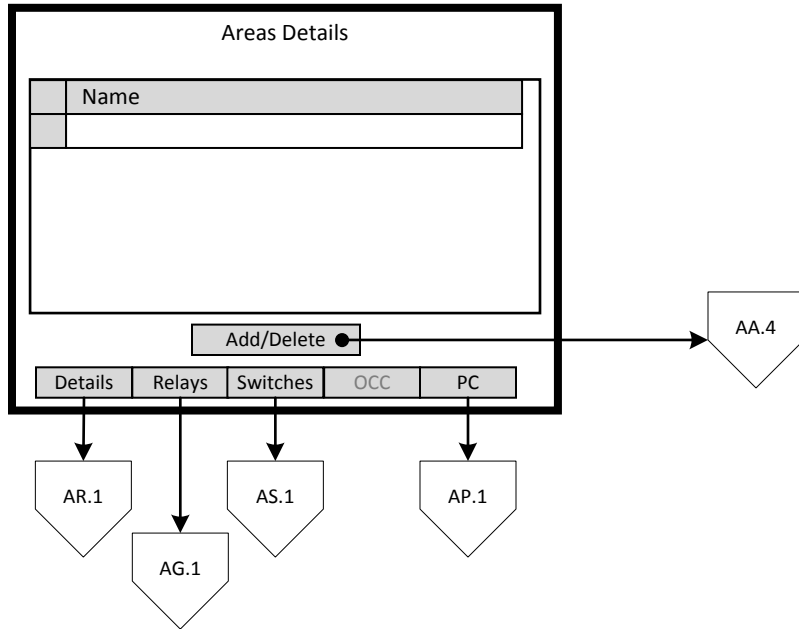 Areas Details
Name
Add/Delete
AA.4
Details Relays Switches OCC PC
AR.1 AS.1 AP.1
AG.1